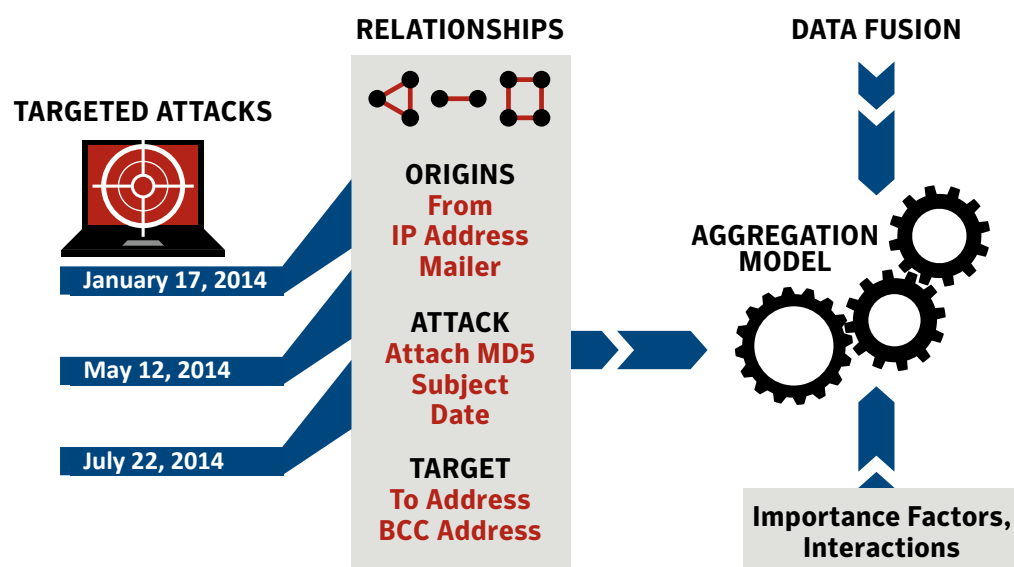 TARGETED ATTACKS
January 17, 2014
May 12, 2014
July 22, 2014
RELATIONSHIPS
ORIGINS
From
IP Address
Mailer
ATTACK
Attach MD5
Subject
Date
TARGET
To Address
BCC Address
DATA FUSION
AGGREGATION
MODEL
Importance Factors,
Interactions